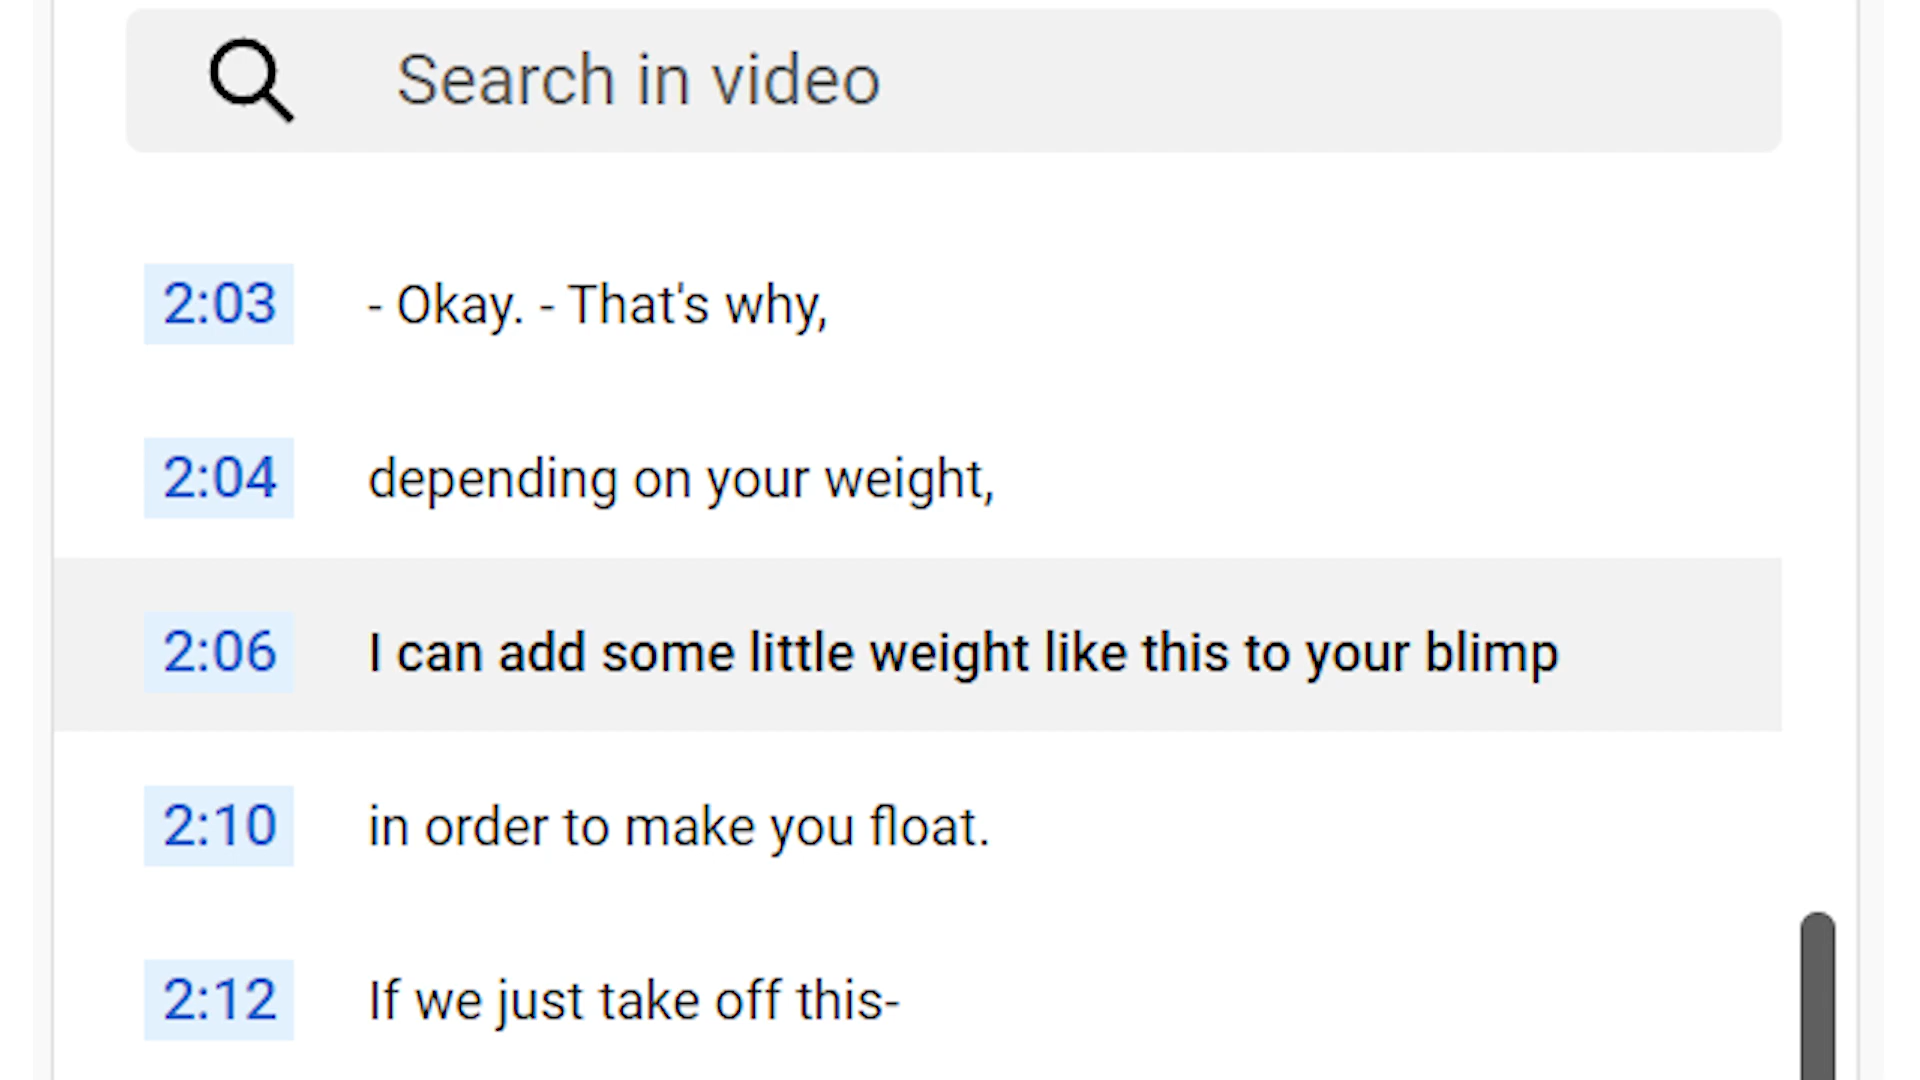 Search in video
2:03 - Okay. - That's why,
2:04 depending on your weight,
2:06 I can add some little weight like this to your blimp
2:10 in order to make you float.
2:12 If we just take off this-